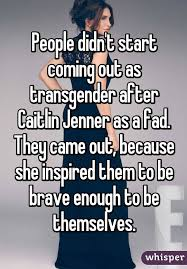 People didn't start
coming out as
transgender after
Caitlin Jenner as a fad.
They came out, because
she inspired them to be
brave enough to be
themselves.
E
whisper